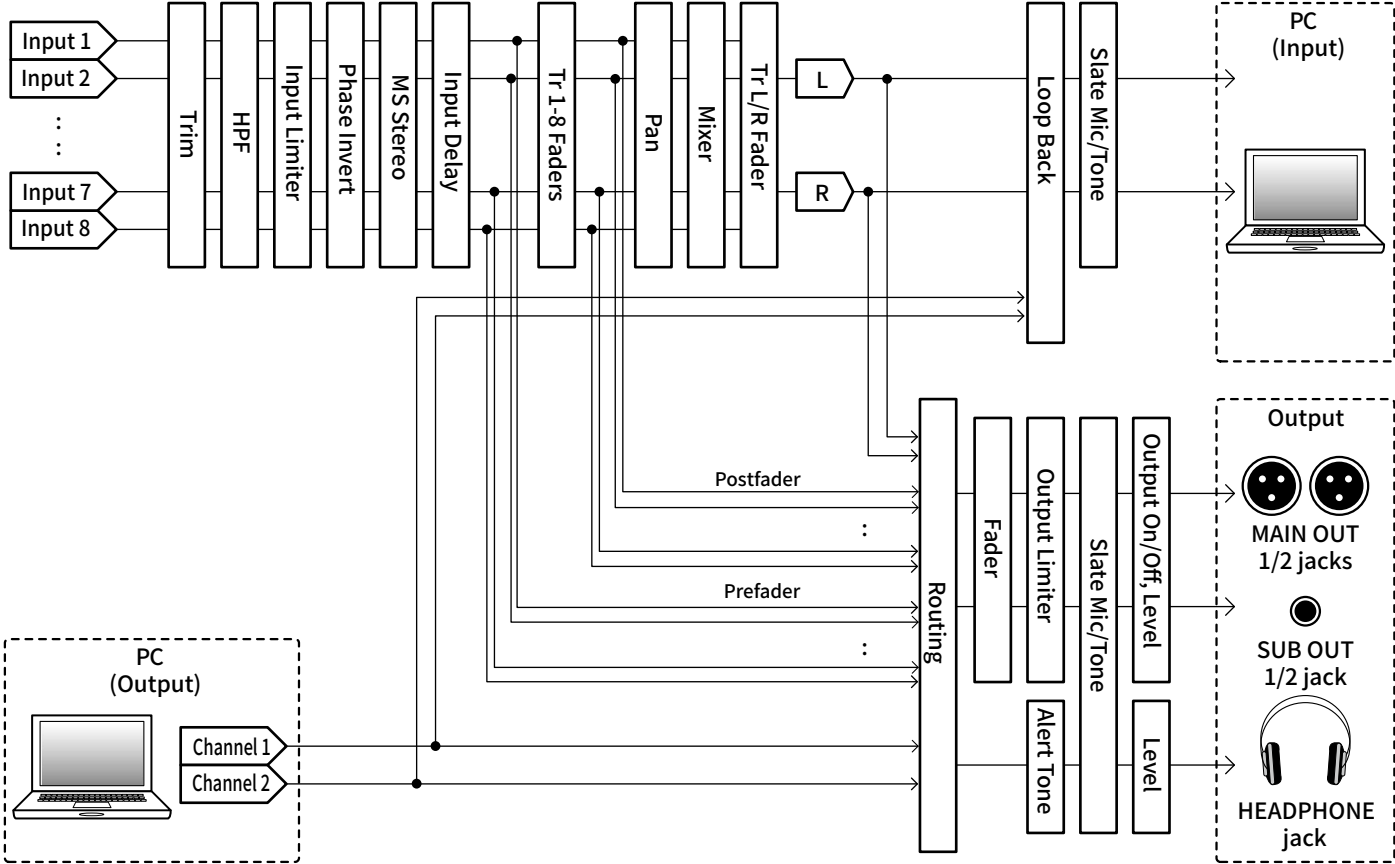 Input 1
Input 2
:
:
Input 7
Input 8
Trim
HPF
Input Limiter
Phase Invert
MS Stereo
Input Delay
Tr 1-8 Faders
Pan
Mixer
Tr L/R Fader
L
R
Loop Back
Slate Mic/Tone
PC
(Input)
Postfader
:
Prefader
:
PC
(Output)
Channel 1
Channel 2
Routing
Fader
Output Limiter
Alert Tone
Slate Mic/Tone
Output On/Off, Level
Level
Output
MAIN OUT
1/2 jacks
SUB OUT
1/2 jack
HEADPHONE
jack